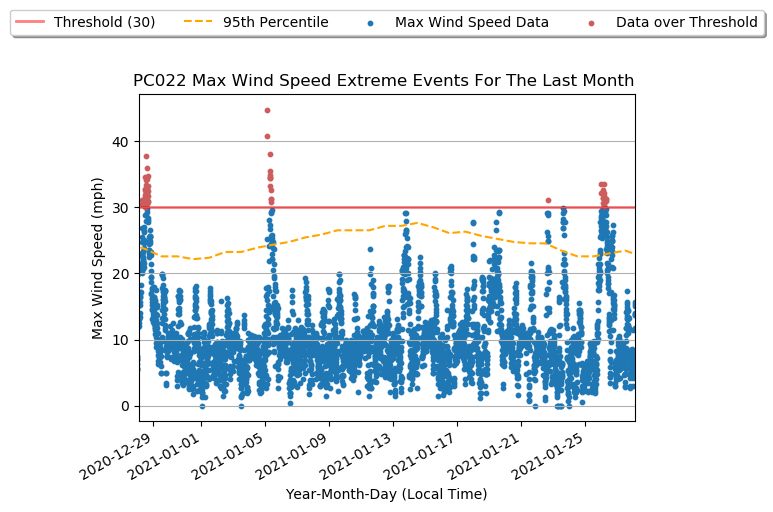 Threshold (30) 95th Percentile Max Wind Speed Data Data over Threshold
PC022 Max Wind Speed Extreme Events For The Last Month
Max Wind Speed (mph)
40
30
20
10
0
2020-12-29 2021-01-01 2021-01-05 2021-01-09 2021-01-13 2021-01-17 2021-01-21 2021-01-25
Year-Month-Day (Local Time)